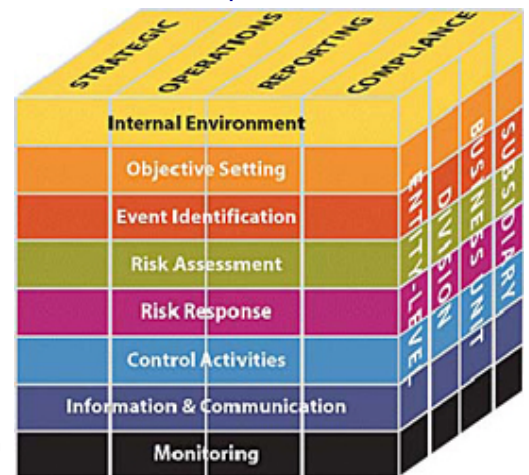 STRATEGIC
OPERATIONS
REPORTING
COMPLIANCE
Internal Environment
Objective Setting
Event Identification
Risk Assessment
Risk Response
Control Activities
Information & Communication
Monitoring
ENTITY-LEVEL
DIVISION
BUSINESS UNIT
SUBSIDIARY